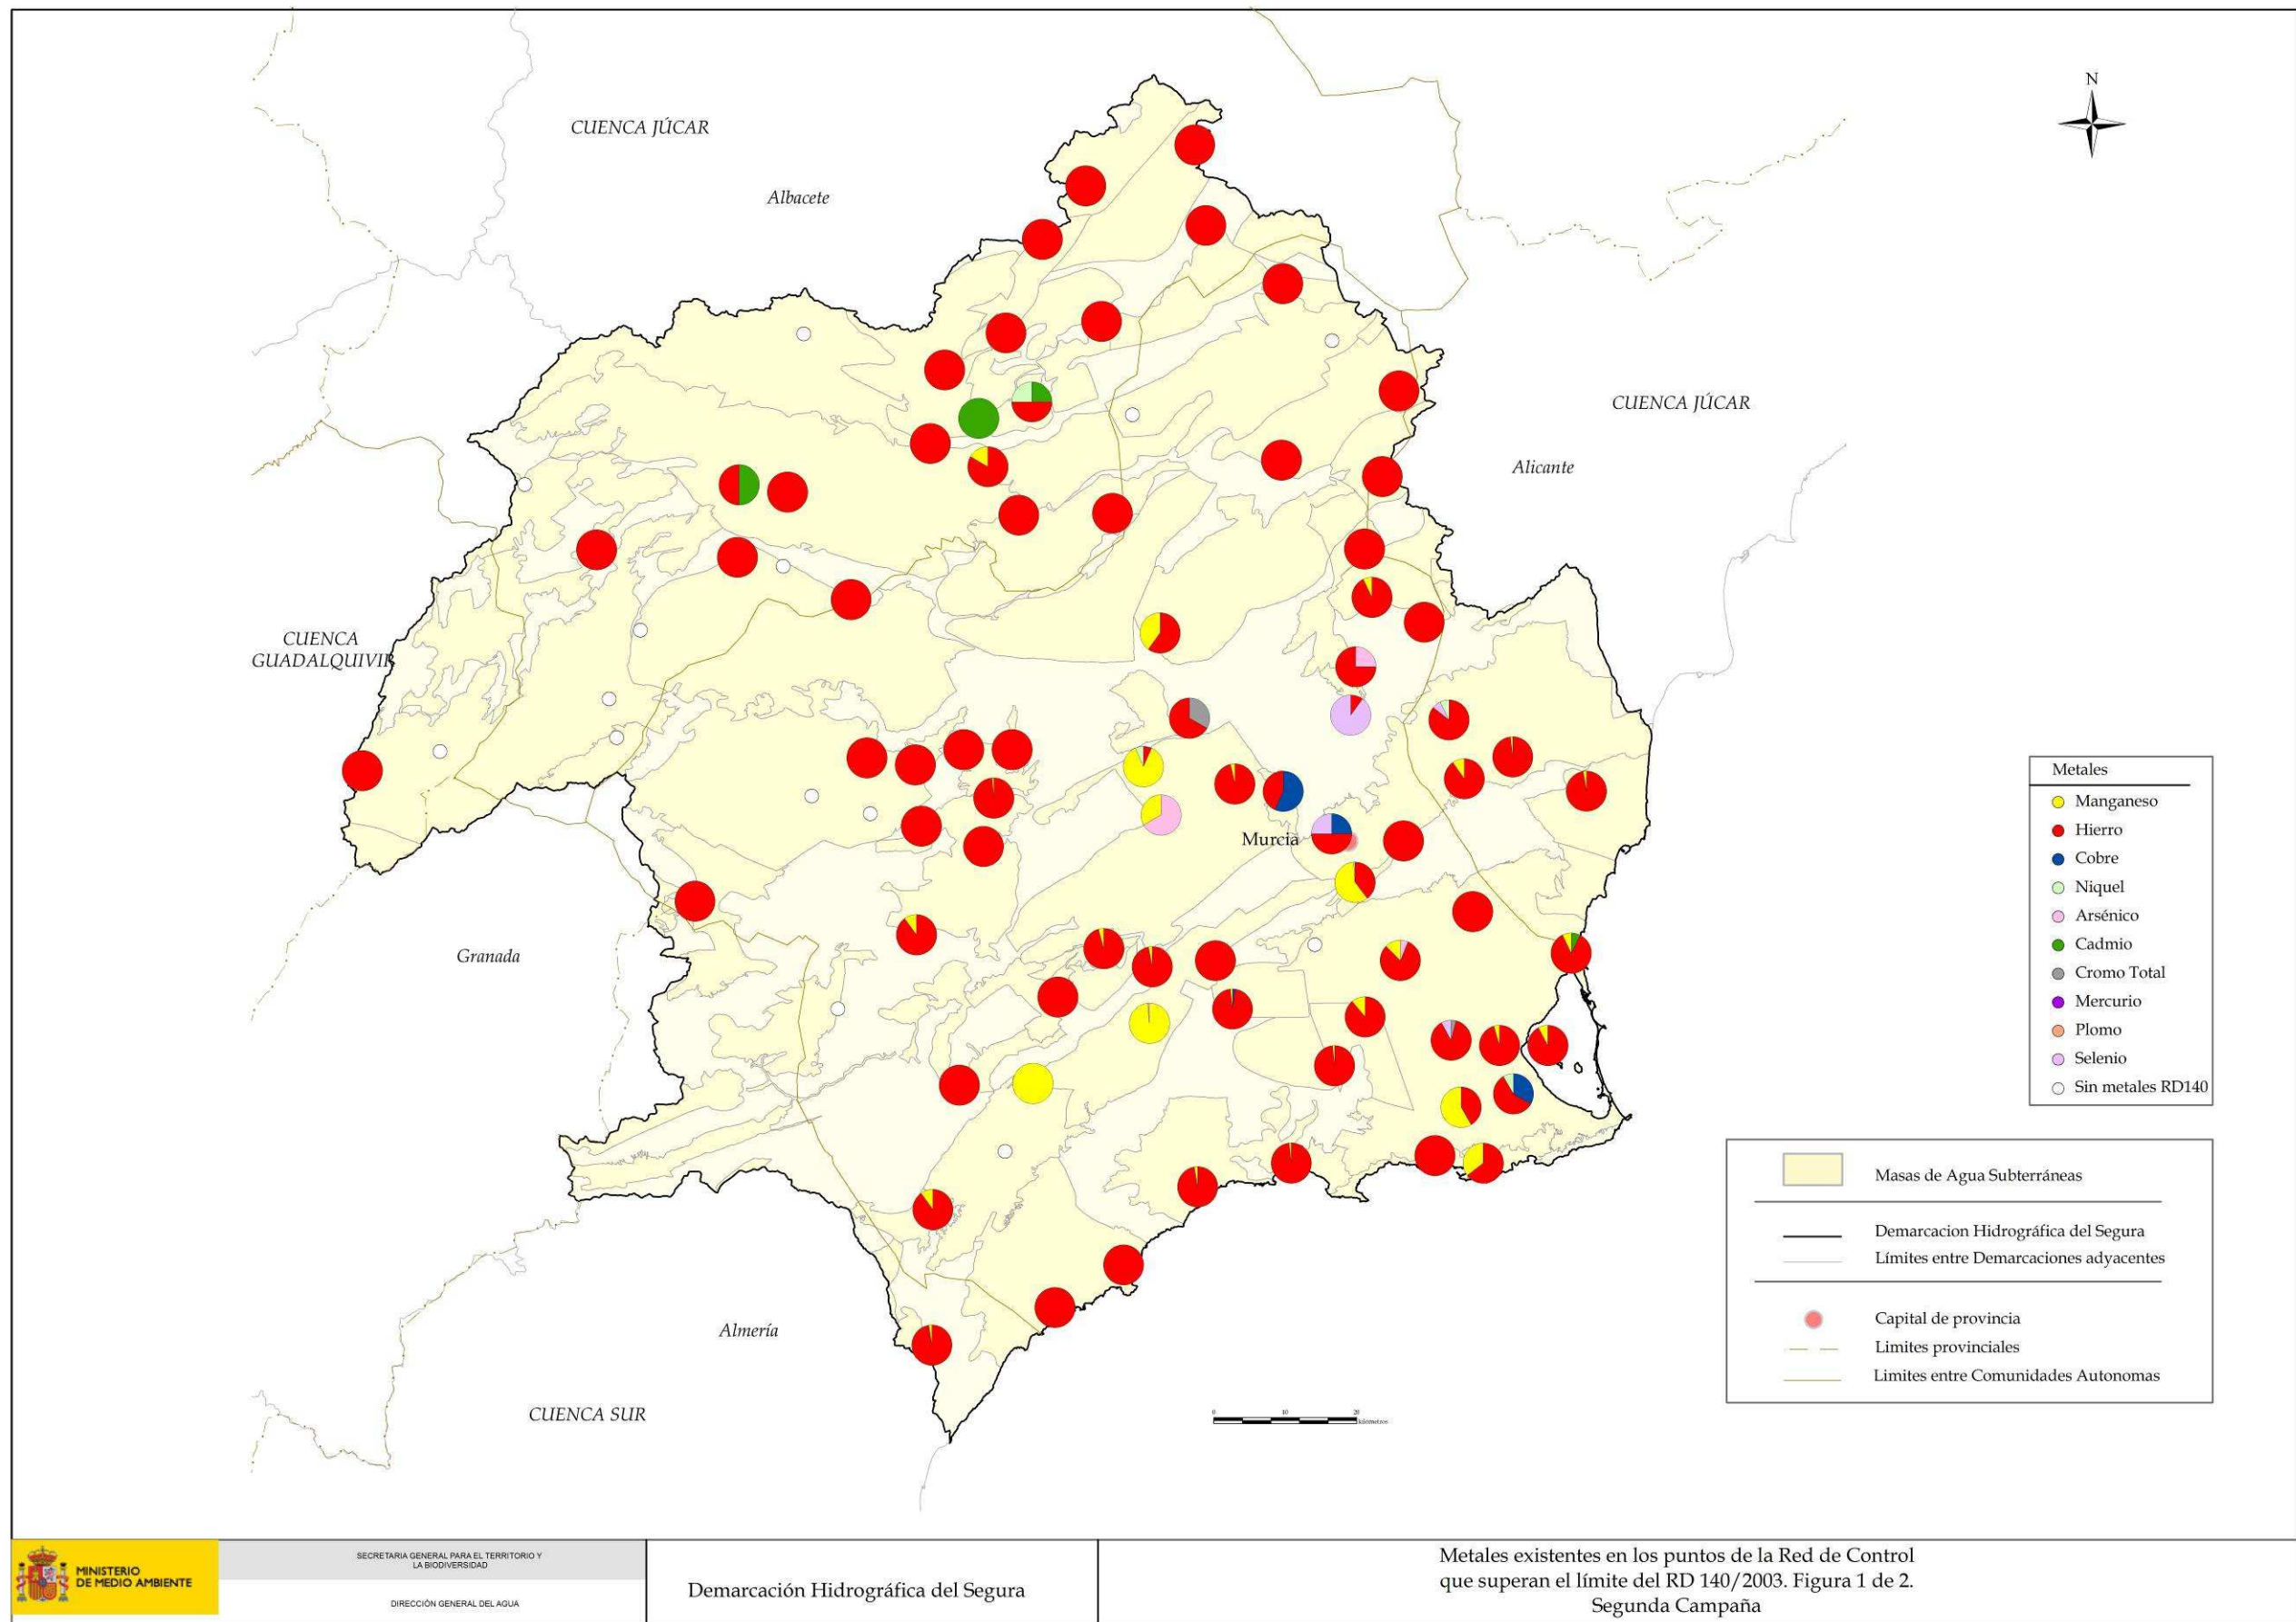 CUENCA JÚCAR
N
Albacete
CUENCA JÚCAR
Alicante
CUENCA
GUADALQUIVIR
Murcia
Granada
Almería
CUENCA SUR
Metales
Manganeso
Hierro
Cobre
Niquel
Arsénico
Cadmio
Cromo Total
Mercurio
Plomo
Selenio
Sin metales RD140
Masas de Agua Subterráneas
Demarcacion Hidrográfica del Segura
Límites entre Demarcaciones adyacentes
Capital de provincia
Limites provinciales
Limites entre Comunidades Autonomas
0 10 20
Kilometros
MINISTERIO
DE MEDIO AMBIENTE
SECRETARIA GENERAL PARA EL TERRITORIO Y
LA BIODIVERSIDAD
DIRECCIÓN GENERAL DEL AGUA
Demarcación Hidrográfica del Segura
Metales existentes en los puntos de la Red de Control
que superan el límite del RD 140/2003. Figura 1 de 2.
Segunda Campaña